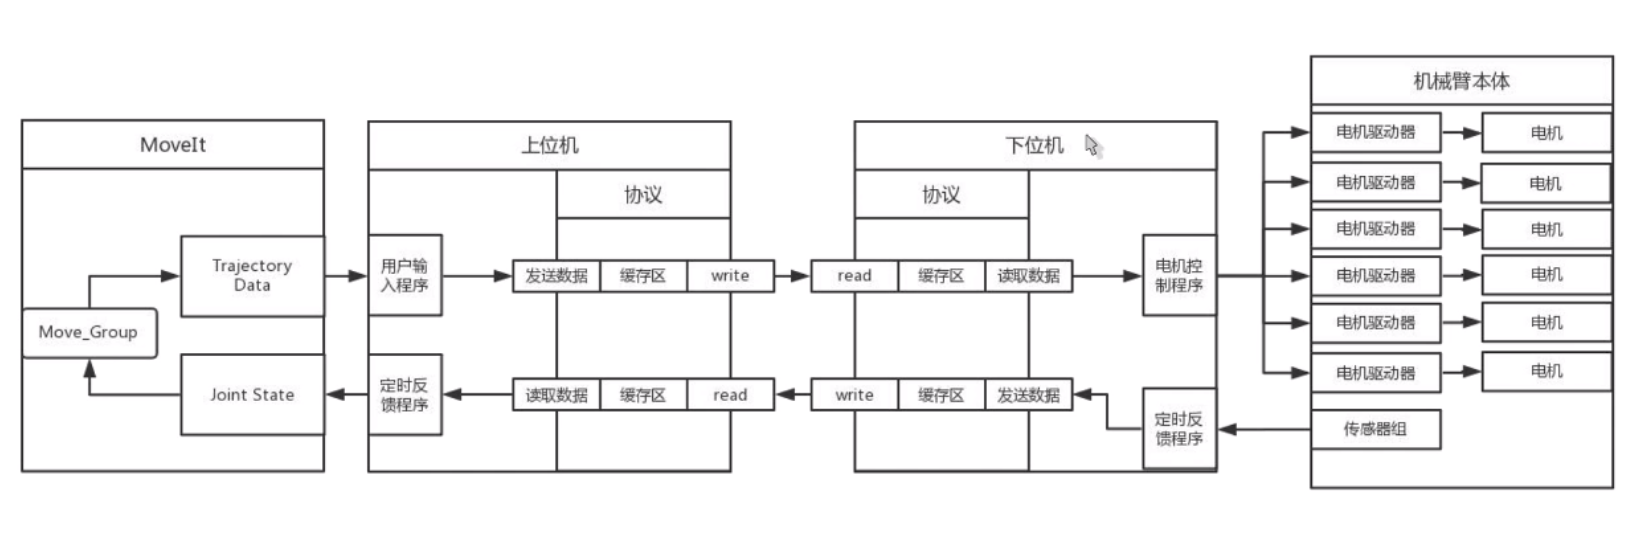 MoveIt
Trajectory
Data
Move_Group
Joint State
上位机
协议
用户输
入程序
发送数据
缓存区
write
定时反
馈程序
读取数据
缓存区
read
下位机
协议
read
缓存区
读取数据
电机控
制程序
write
缓存区
发送数据
定时反
馈程序
机械臂本体
电机驱动器
电机
电机驱动器
电机
电机驱动器
电机
电机驱动器
电机
电机驱动器
电机
电机驱动器
电机
传感器组